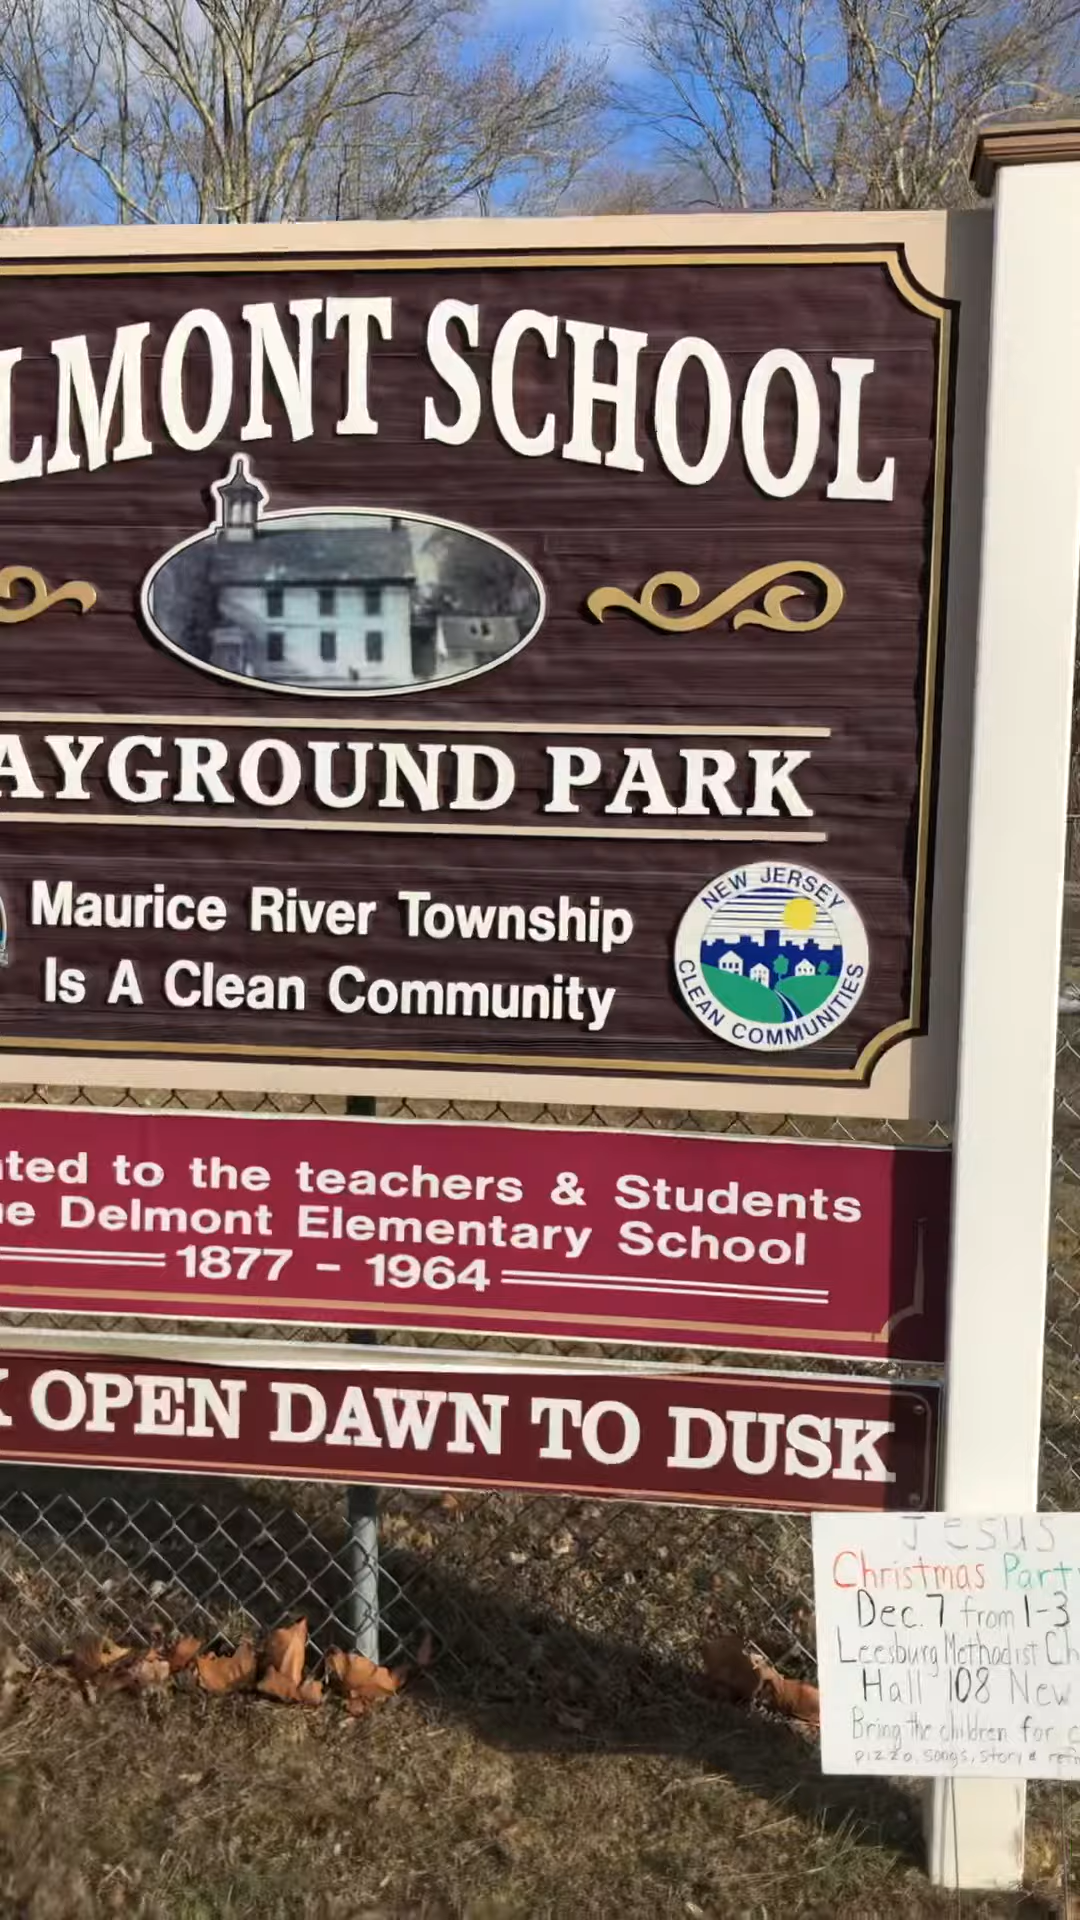 LMONT SCHOOL
AYGROUND PARK
Maurice River Township
Is A Clean Community
NEW JERSEY
CLEAN COMMUNITIES
ted to the teachers & Students
e Delmont Elementary School
1877 - 1964
K OPEN DAWN TO DUSK
Jesus
Christmas Part
Dec. 7 from 1-3
Leesburg Methodist Ch
Hall 108 New
Bring the children for c
pizza, songs, story &